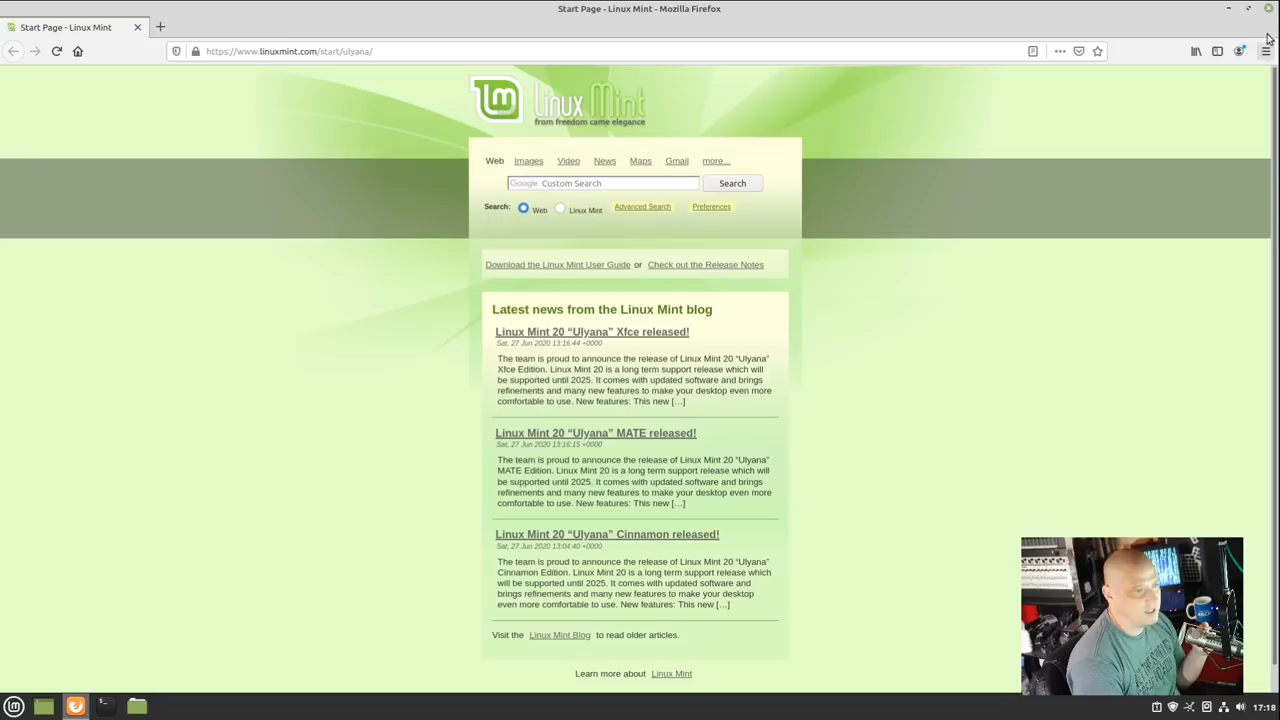 Start Page - Linux Mint - Mozilla Firefox
Start Page - Linux Mint
https://www.linuxmint.com/start/ulyana/
lm Linux Mint
from freedom came elegance
Web Images Video News Maps Gmail more...
Google Custom Search Search
Search: Web Linux Mint Advanced Search Preferences
Download the Linux Mint User Guide or Check out the Release Notes
Latest news from the Linux Mint blog
Linux Mint 20 “Ulyana” Xfce released!
Sat, 27 Jun 2020 13:16:44 +0000
The team is proud to announce the release of Linux Mint 20 “Ulyana”
Xfce Edition. Linux Mint 20 is a long term support release which will
be supported until 2025. It comes with updated software and brings
refinements and many new features to make your desktop even more
comfortable to use. New features: This new […]
Linux Mint 20 “Ulyana” MATE released!
Sat, 27 Jun 2020 13:16:15 +0000
The team is proud to announce the release of Linux Mint 20 “Ulyana”
MATE Edition. Linux Mint 20 is a long term support release which will
be supported until 2025. It comes with updated software and brings
refinements and many new features to make your desktop even more
comfortable to use. New features: This new […]
Linux Mint 20 “Ulyana” Cinnamon released!
Sat, 27 Jun 2020 13:04:40 +0000
The team is proud to announce the release of Linux Mint 20 “Ulyana”
Cinnamon Edition. Linux Mint 20 is a long term support release which
will be supported until 2025. It comes with updated software and
brings refinements and many new features to make your desktop
even more comfortable to use. New features: This new […]
Visit the Linux Mint Blog to read older articles.
Learn more about Linux Mint
17:18